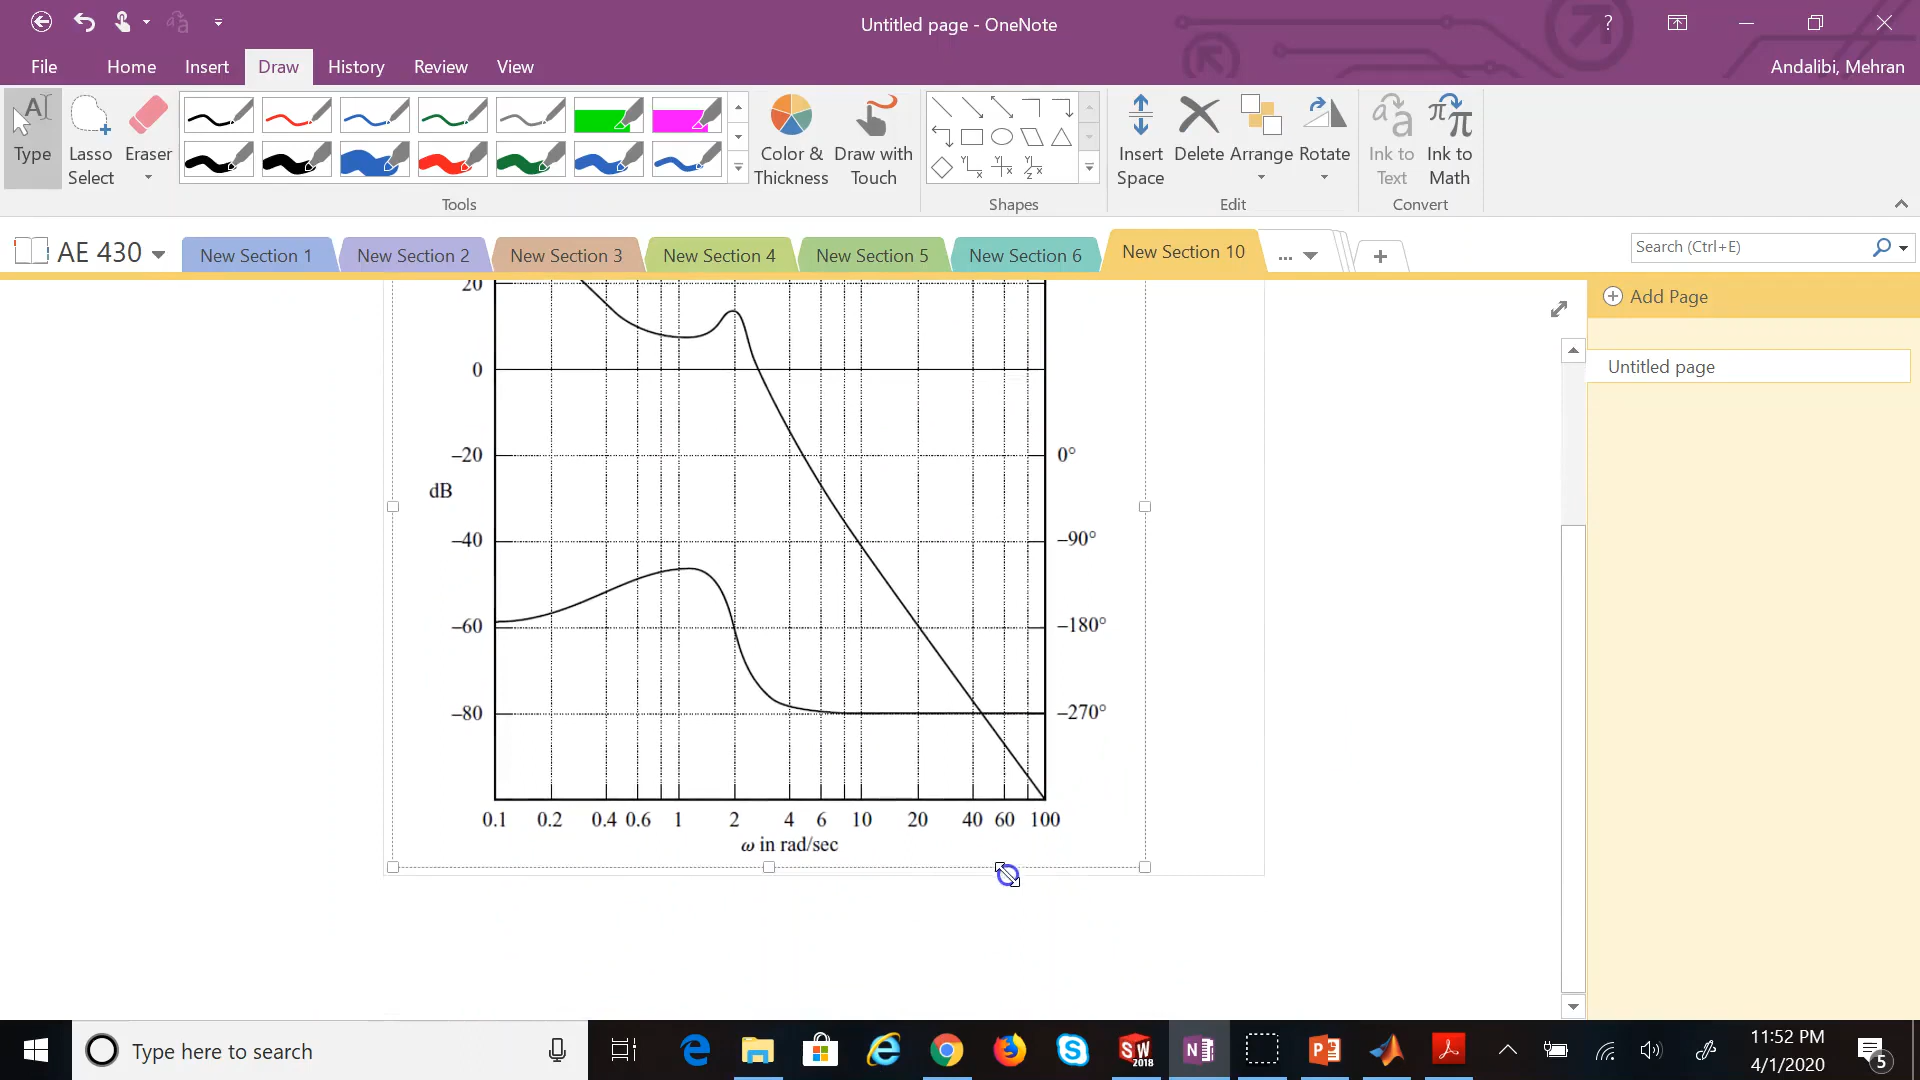 Untitled page - OneNote
?
File
Home
Insert
Draw
History
Review
View
Andalibi, Mehran
Type
Lasso
Select
Eraser
Color &
Thickness
Draw with
Touch
Insert
Space
Delete
Arrange
Rotate
Ink to
Text
Ink to
Math
Tools
Shapes
Edit
Convert
AE 430
New Section 1
New Section 2
New Section 3
New Section 4
New Section 5
New Section 6
New Section 10
...
Search (Ctrl+E)
Add Page
Untitled page
20
0
–20
dB
–40
–60
–80
0°
–90°
–180°
–270°
0.1 0.2 0.4 0.6 1 2 4 6 10 20 40 60 100
ω in rad/sec
Type here to search
SW
2018
11:52 PM
4/1/2020
5